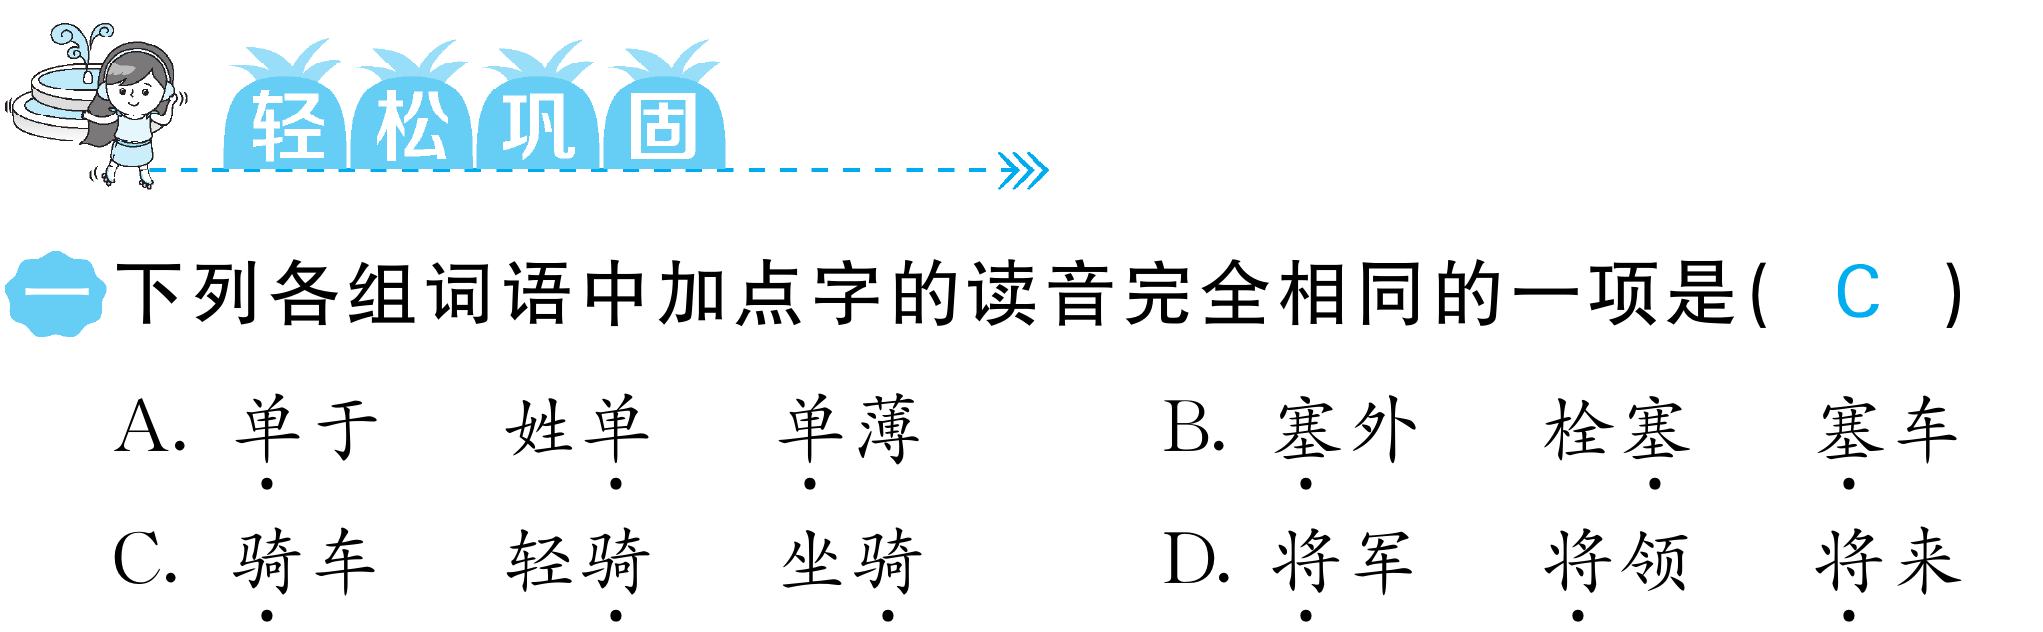 轻松巩固
一 下列各组词语中加点字的读音完全相同的一项是( C )
A. 单于 姓单 单薄 B. 塞外 栓塞 塞车
C. 骑车 轻骑 坐骑 D. 将军 将领 将来